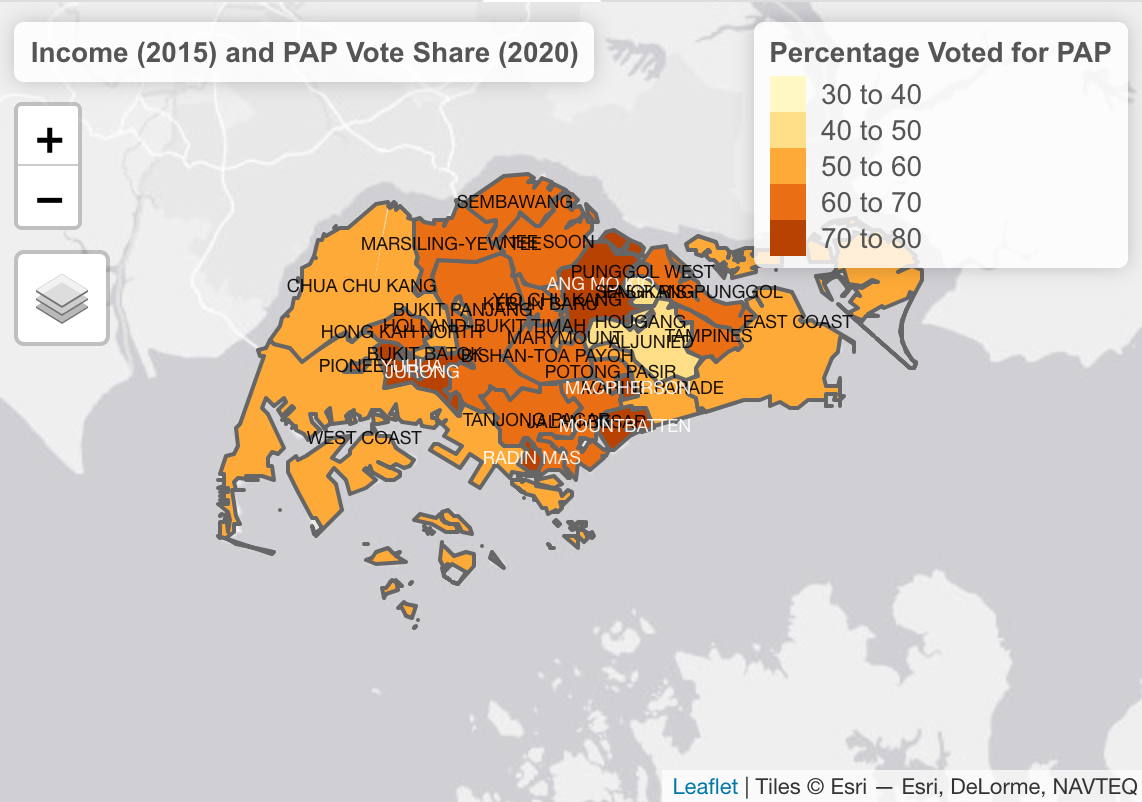 Income (2015) and PAP Vote Share (2020)
Percentage Voted for PAP
30 to 40
40 to 50
50 to 60
60 to 70
70 to 80
+
−
SEMBAWANG
MARSILING-YEW TEE
NEE SOON
PUNGGOL WEST
CHUA CHU KANG
ANG MO KIO
SENGKANG
PASIR RIS-PUNGGOL
YIO CHU KANG
KEBUN BARU
BUKIT PANJANG
HOUGANG
EAST COAST
HOLLAND-BUKIT TIMAH
HONG KAH NORTH
MARYMOUNT
ALJUNIED
TAMPINES
BUKIT BATOK
BISHAN-TOA PAYOH
PIONEER
YUHUA
JURONG
POTONG PASIR
MACPHERSON
MARINE PARADE
TANJONG PAGAR
JALAN BESAR
MOUNTBATTEN
WEST COAST
RADIN MAS
Leaflet | Tiles © Esri — Esri, DeLorme, NAVTEQ